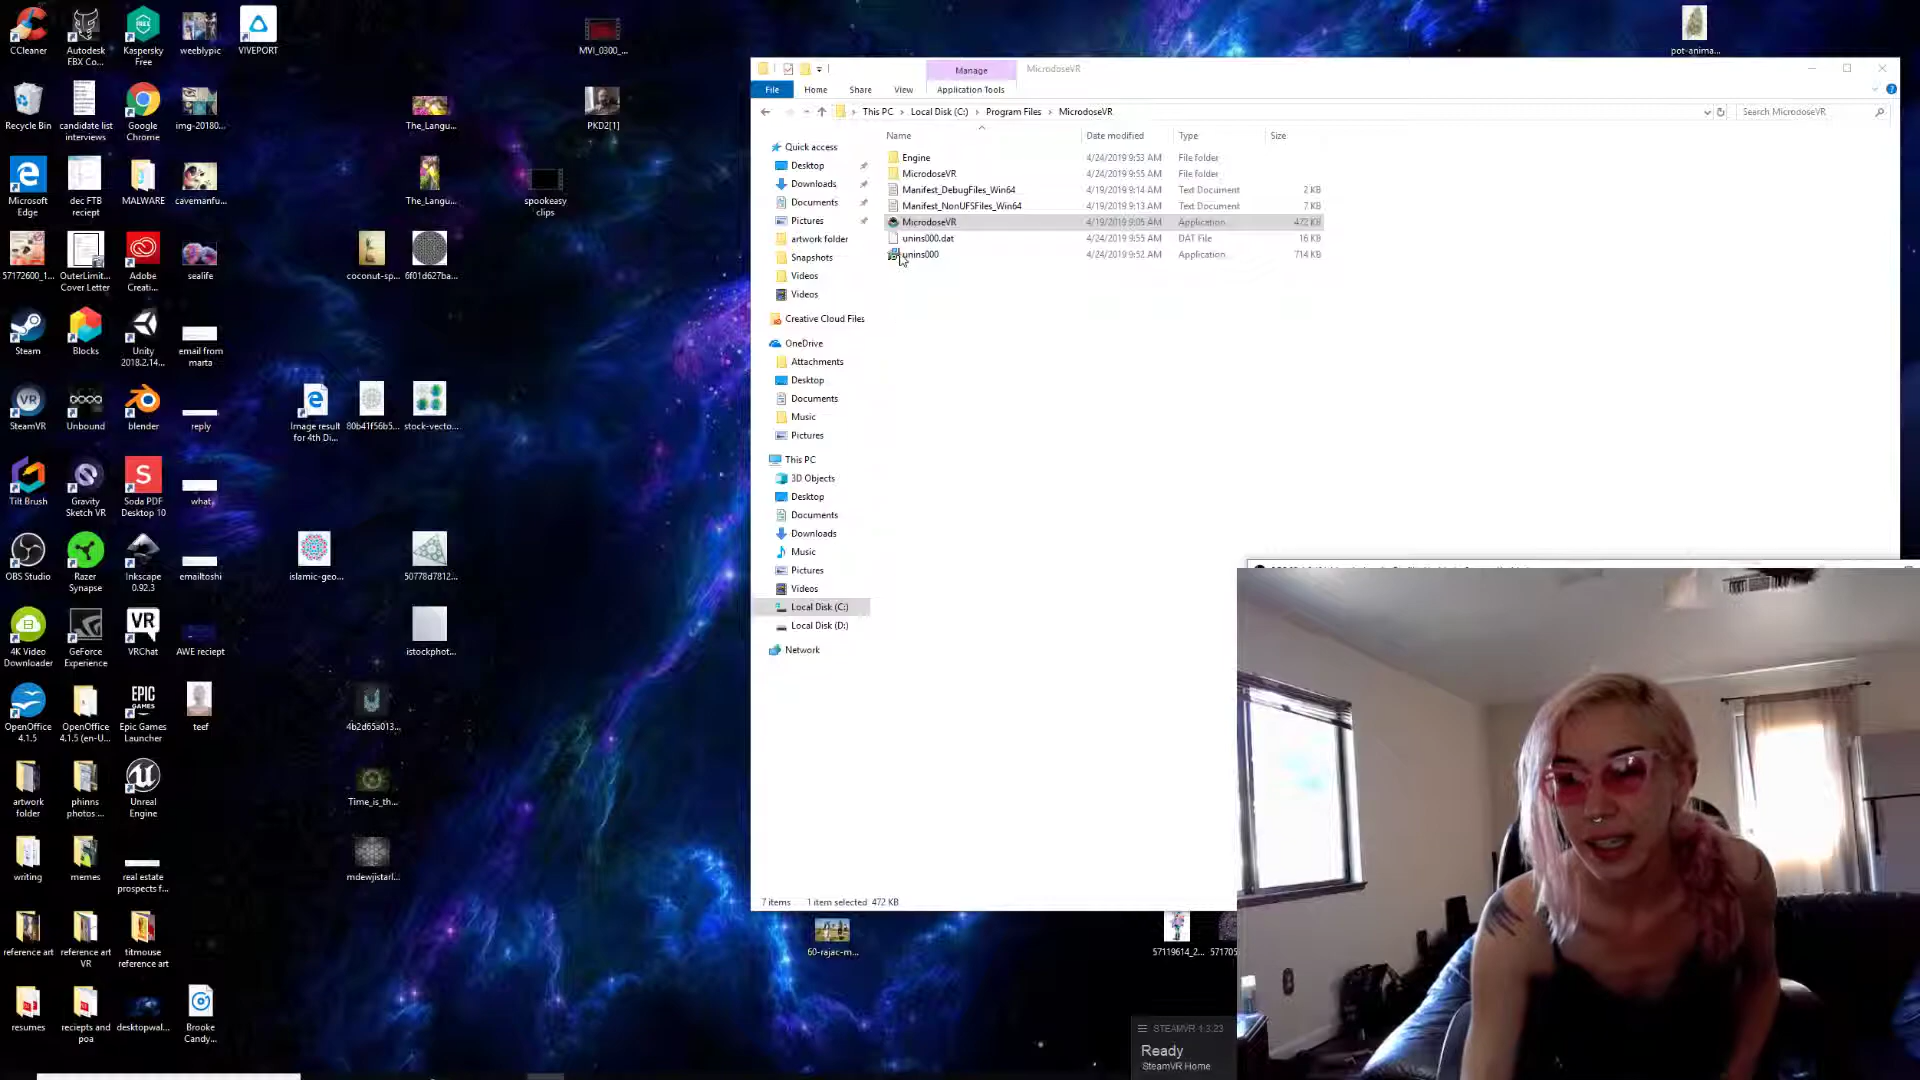 CCleaner
Autodesk FBX Co...
Kaspersky Free
weeblypic
VIVEPORT
MVI_0300_...
pot-anima...
Recycle Bin
candidate list interviews
Google Chrome
img-20180...
The_Langu...
PKD2[1]
Microsoft Edge
dec FTB reciept
MALWARE
cavemanfu...
The_Langu...
spookeasy clips
57172600_1...
OuterLimit... Cover Letter
Adobe Creati...
sealife
coconut-sp...
6f01d627ba...
Steam
Blocks
Unity 2018.2.14...
email from marta
SteamVR
Unbound
blender
reply
Image result for 4th Di...
80b41f56b5...
stock-vecto...
Tilt Brush
Gravity Sketch VR
Soda PDF Desktop 10
what
OBS Studio
Razer Synapse
Inkscape 0.92.3
emailtoshi
islamic-geo...
50778d7812...
4K Video Downloader
GeForce Experience
VRChat
AWE reciept
istockphot...
OpenOffice 4.1.5
OpenOffice 4.1.5 (en-U...
Epic Games Launcher
teef
4b2d65a013...
artwork folder
phinns photos ...
Unreal Engine
Time_is_th...
writing
memes
real estate prospects f...
mdewjistarl...
reference art
reference art VR
titmouse reference art
60-rajac-m...
57119614_2...
571705
resumes
reciepts and poa
desktopwal...
Brooke Candy...
Manage
MicrodoseVR
File
Home
Share
View
Application Tools
This PC
Local Disk (C:)
Program Files
MicrodoseVR
Search MicrodoseVR
Name
Date modified
Type
Size
Engine 4/24/2019 9:53 AM File folder
MicrodoseVR 4/24/2019 9:55 AM File folder
Manifest_DebugFiles_Win64 4/19/2019 9:14 AM Text Document 2 KB
Manifest_NonUFSFiles_Win64 4/19/2019 9:13 AM Text Document 7 KB
MicrodoseVR 4/19/2019 9:05 AM Application 472 KB
unins000.dat 4/24/2019 9:55 AM DAT File 16 KB
unins000 4/24/2019 9:52 AM Application 714 KB
Quick access
Desktop
Downloads
Documents
Pictures
artwork folder
Snapshots
Videos
Videos
Creative Cloud Files
OneDrive
Attachments
Desktop
Documents
Music
Pictures
This PC
3D Objects
Desktop
Documents
Downloads
Music
Pictures
Videos
Local Disk (C:)
Local Disk (D:)
Network
7 items
1 item selected 472 KB
STEAMVR 1.3.23
Ready
SteamVR Home